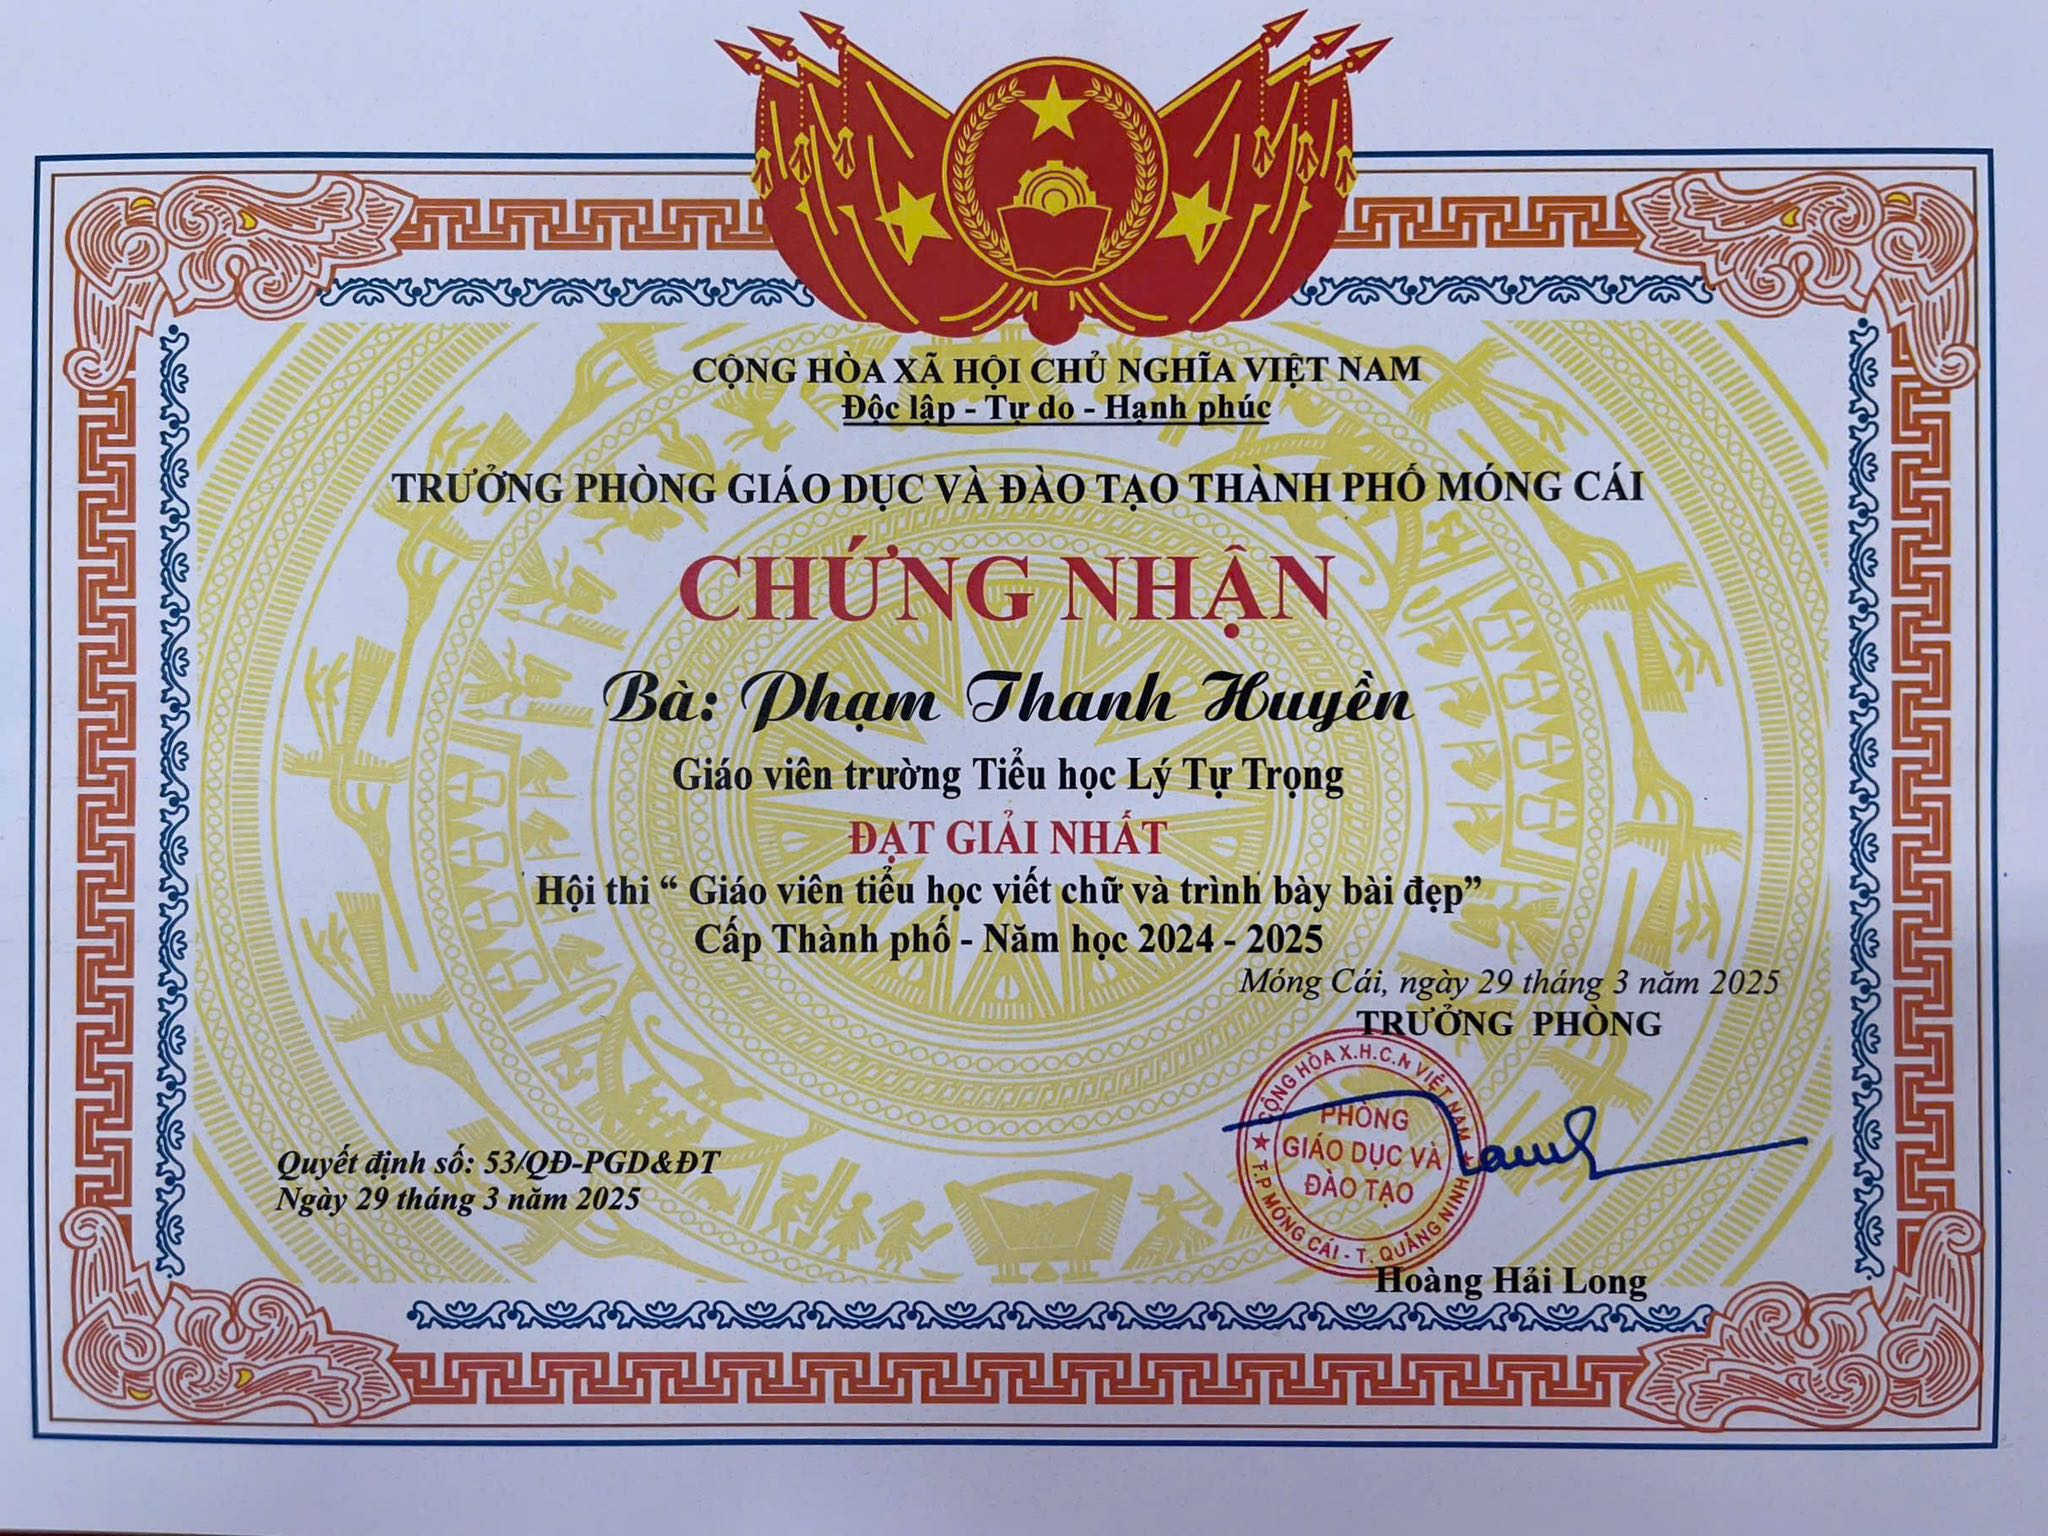 CỘNG HÒA XÃ HỘI CHỦ NGHĨA VIỆT NAM
Độc lập - Tự do - Hạnh phúc
TRƯỞNG PHÒNG GIÁO DỤC VÀ ĐÀO TẠO THÀNH PHỐ MÓNG CÁI
CHỨNG NHẬN
Bà: Phạm Thanh Huyền
Giáo viên trường Tiểu học Lý Tự Trọng
ĐẠT GIẢI NHẤT
Hội thi “ Giáo viên tiểu học viết chữ và trình bày bài đẹp”
Cấp Thành phố - Năm học 2024 - 2025
Móng Cái, ngày 29 tháng 3 năm 2025
TRƯỞNG PHÒNG
CỘNG HÒA X.H.C.N VIỆT NAM
PHÒNG
GIÁO DỤC VÀ
ĐÀO TẠO
T.P MÓNG CÁI - T. QUẢNG NINH
Quyết định số: 53/QĐ-PGD&ĐT
Ngày 29 tháng 3 năm 2025
Hoàng Hải Long